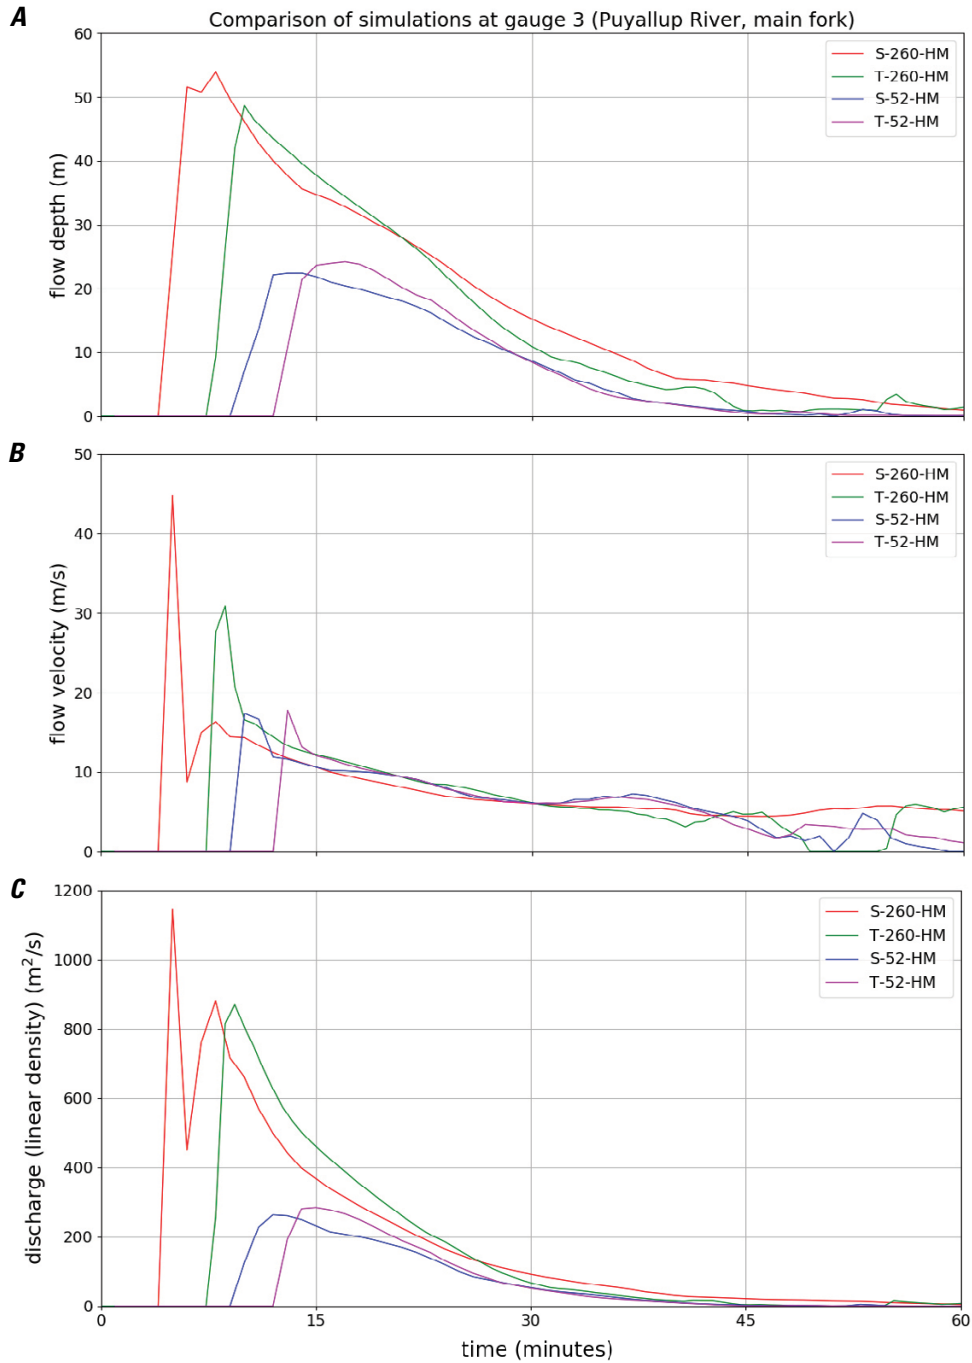 A
Comparison of simulations at gauge 3 (Puyallup River, main fork)
60
50
40
30
20
10
0
flow depth (m)
S-260-HM
T-260-HM
S-52-HM
T-52-HM
B
50
40
30
20
10
0
flow velocity (m/s)
S-260-HM
T-260-HM
S-52-HM
T-52-HM
C
1200
1000
800
600
400
200
0
discharge (linear density) (m²/s)
S-260-HM
T-260-HM
S-52-HM
T-52-HM
0 15 30 45 60
time (minutes)